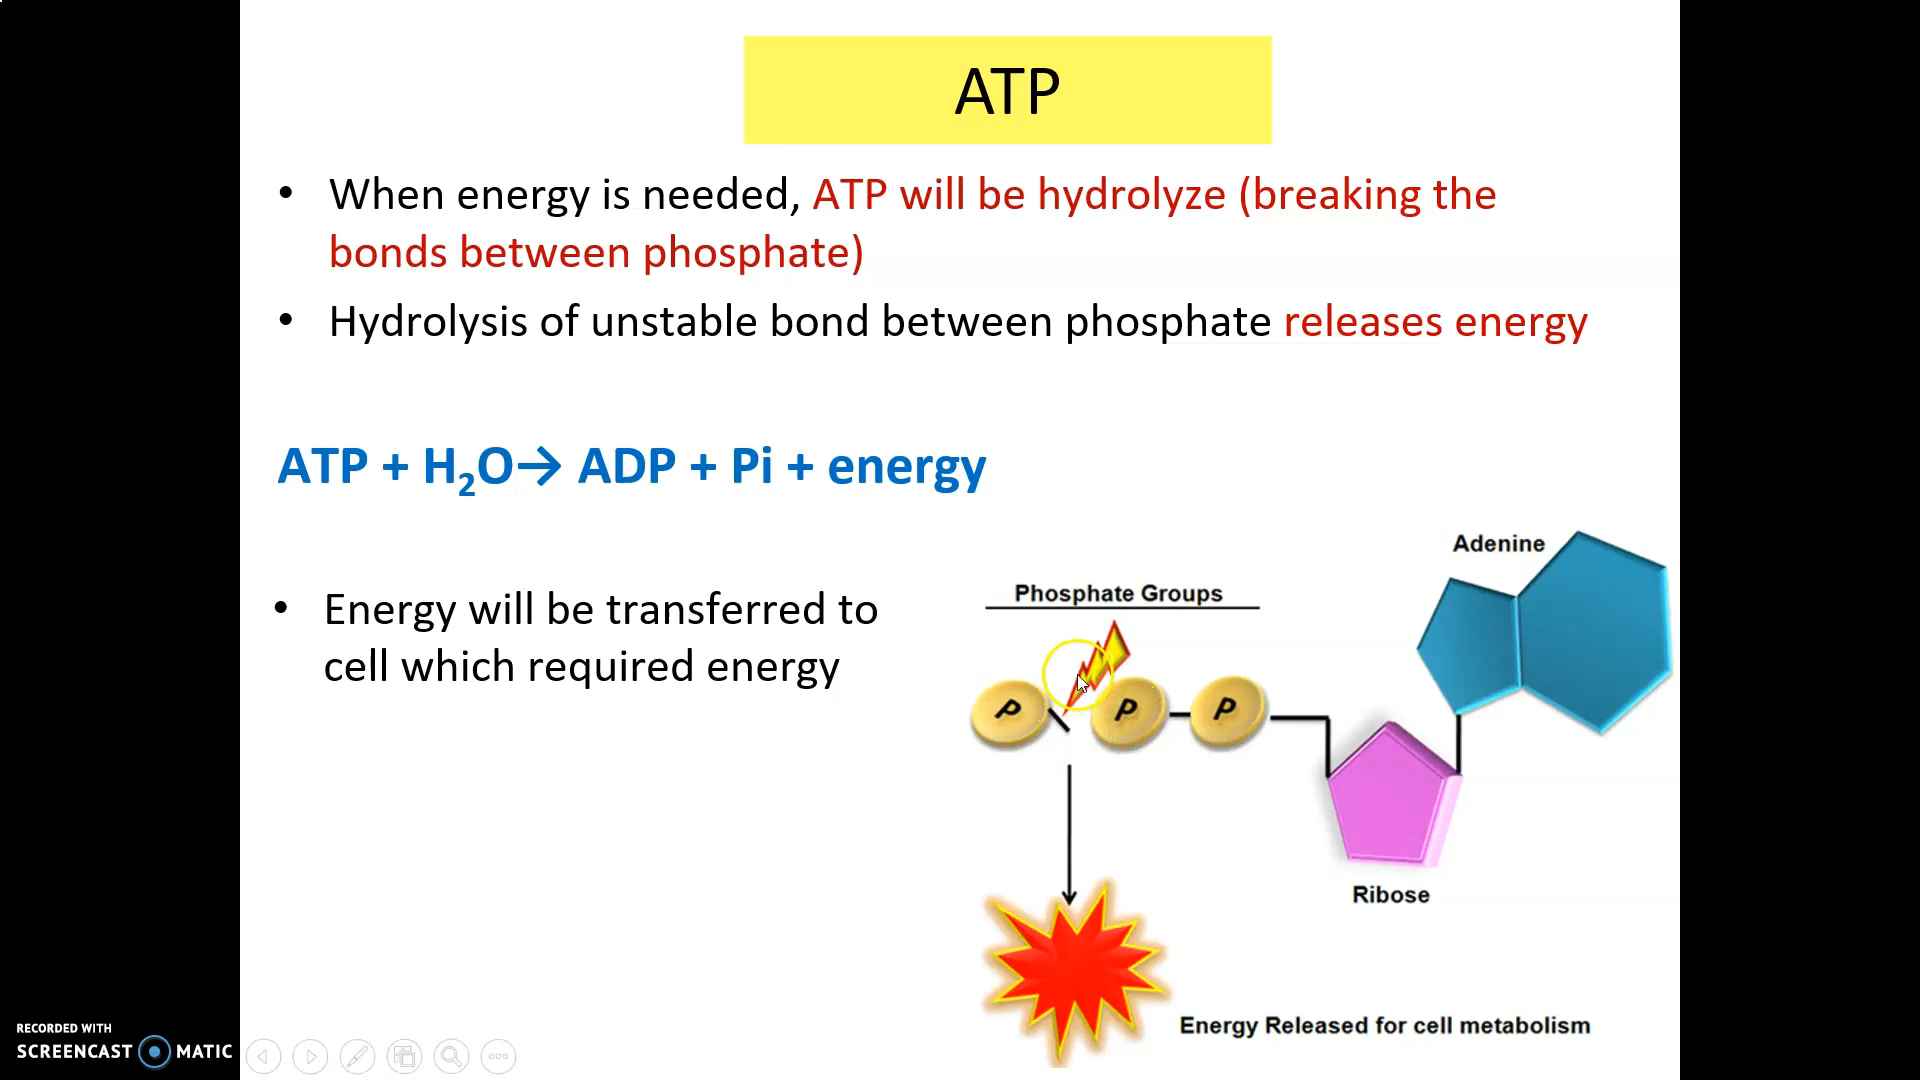 ATP
• When energy is needed, ATP will be hydrolyze (breaking the
bonds between phosphate)
• Hydrolysis of unstable bond between phosphate releases energy
ATP + H₂O→ ADP + Pi + energy
• Energy will be transferred to
cell which required energy
Adenine
Phosphate Groups
P P P
Ribose
Energy Released for cell metabolism
RECORDED WITH
SCREENCAST MATIC